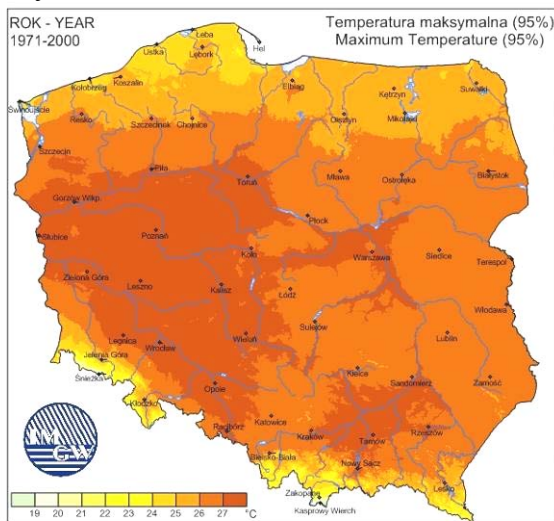 ROK - YEAR
1971-2000
Temperatura maksymalna (95%)
Maximum Temperature (95%)
Łeba
Hel
Ustka
Lębork
Koszalin
Kołobrzeg
Elbląg
Kętrzyn
Suwałki
Świnoujście
Resko
Szczecinek
Chojnice
Olsztyn
Mikołajki
Szczecin
Piła
Toruń
Mława
Ostrołęka
Białystok
Gorzów Wlkp.
Płock
Słubice
Poznań
Koło
Warszawa
Siedlce
Terespol
Zielona Góra
Leszno
Kalisz
Łódź
Włodawa
Sulejów
Legnica
Wrocław
Wieluń
Lublin
Jelenia Góra
Śnieżka
Opole
Kielce
Sandomierz
Zamość
Kłodzko
Racibórz
Katowice
Kraków
Tarnów
Rzeszów
Bielsko-Biała
Nowy Sącz
Zakopane
Lesko
Kasprowy Wierch
IM
GW
19 20 21 22 23 24 25 26 27 °C